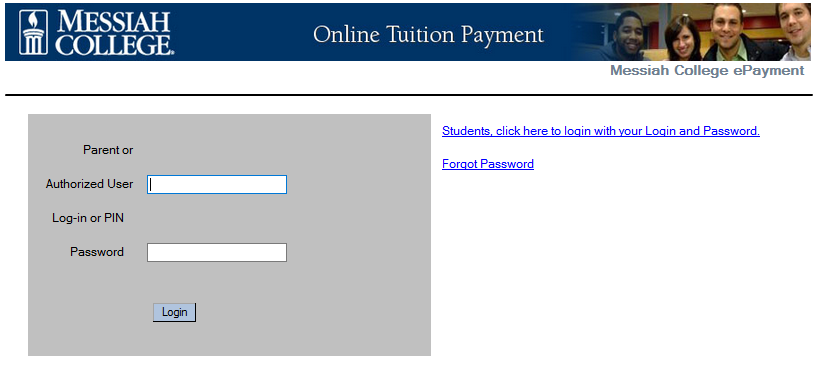 MESSIAH
COLLEGE®
Online Tuition Payment
Messiah College ePayment
Parent or
Authorized User
Log-in or PIN
Password
Login
Students, click here to login with your Login and Password.
Forgot Password